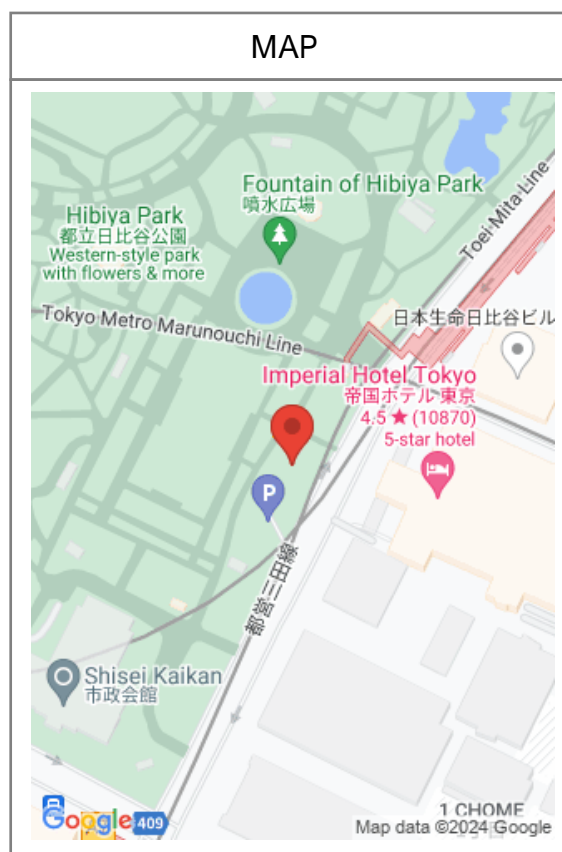 MAP
Fountain of Hibiya Park
噴水広場
Hibiya Park
都立日比谷公園
Western-style park
with flowers & more
Toei Mita Line
Tokyo Metro Marunouchi Line
日本生命日比谷ビル
Imperial Hotel Tokyo
帝国ホテル 東京
4.5 ★ (10870)
5-star hotel
P
都営三田線
Shisei Kaikan
市政会館
1 CHOME
Google
409
Map data ©2024 Google